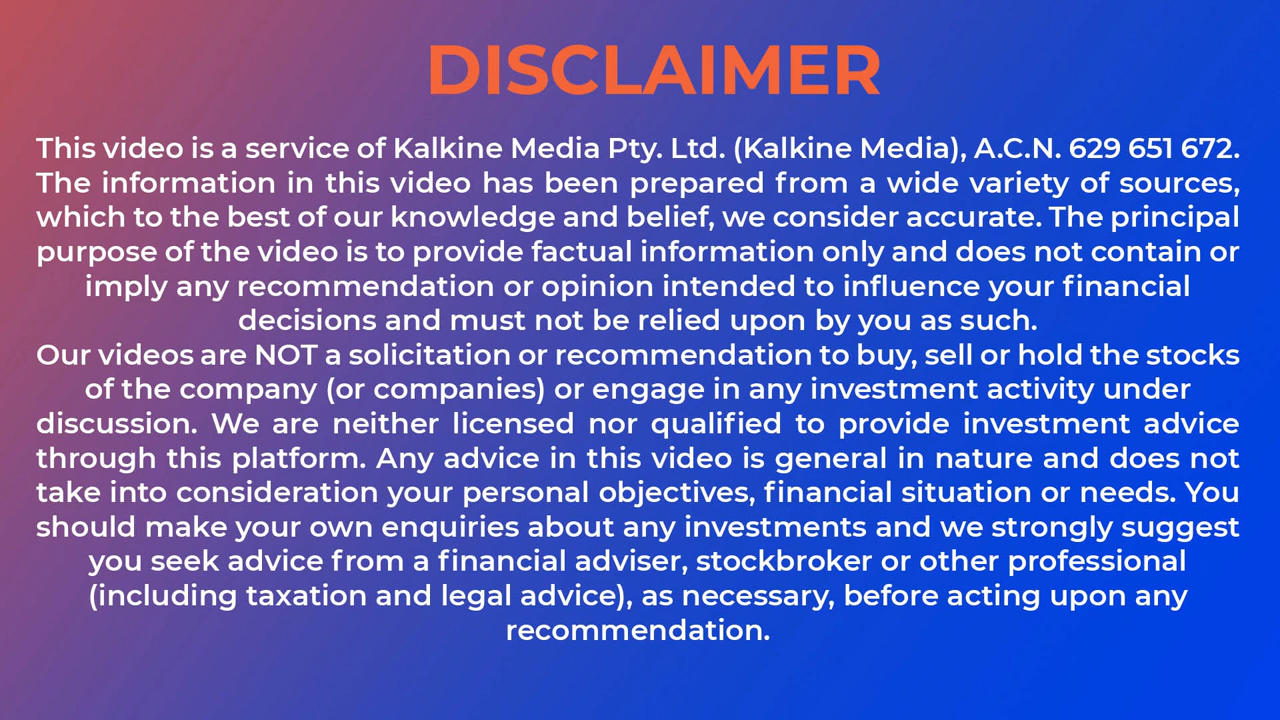 DISCLAIMER
This video is a service of Kalkine Media Pty. Ltd. (Kalkine Media), A.C.N. 629 651 672.
The information in this video has been prepared from a wide variety of sources,
which to the best of our knowledge and belief, we consider accurate. The principal
purpose of the video is to provide factual information only and does not contain or
imply any recommendation or opinion intended to influence your financial
decisions and must not be relied upon by you as such.
Our videos are NOT a solicitation or recommendation to buy, sell or hold the stocks
of the company (or companies) or engage in any investment activity under
discussion. We are neither licensed nor qualified to provide investment advice
through this platform. Any advice in this video is general in nature and does not
take into consideration your personal objectives, financial situation or needs. You
should make your own enquiries about any investments and we strongly suggest
you seek advice from a financial adviser, stockbroker or other professional
(including taxation and legal advice), as necessary, before acting upon any
recommendation.